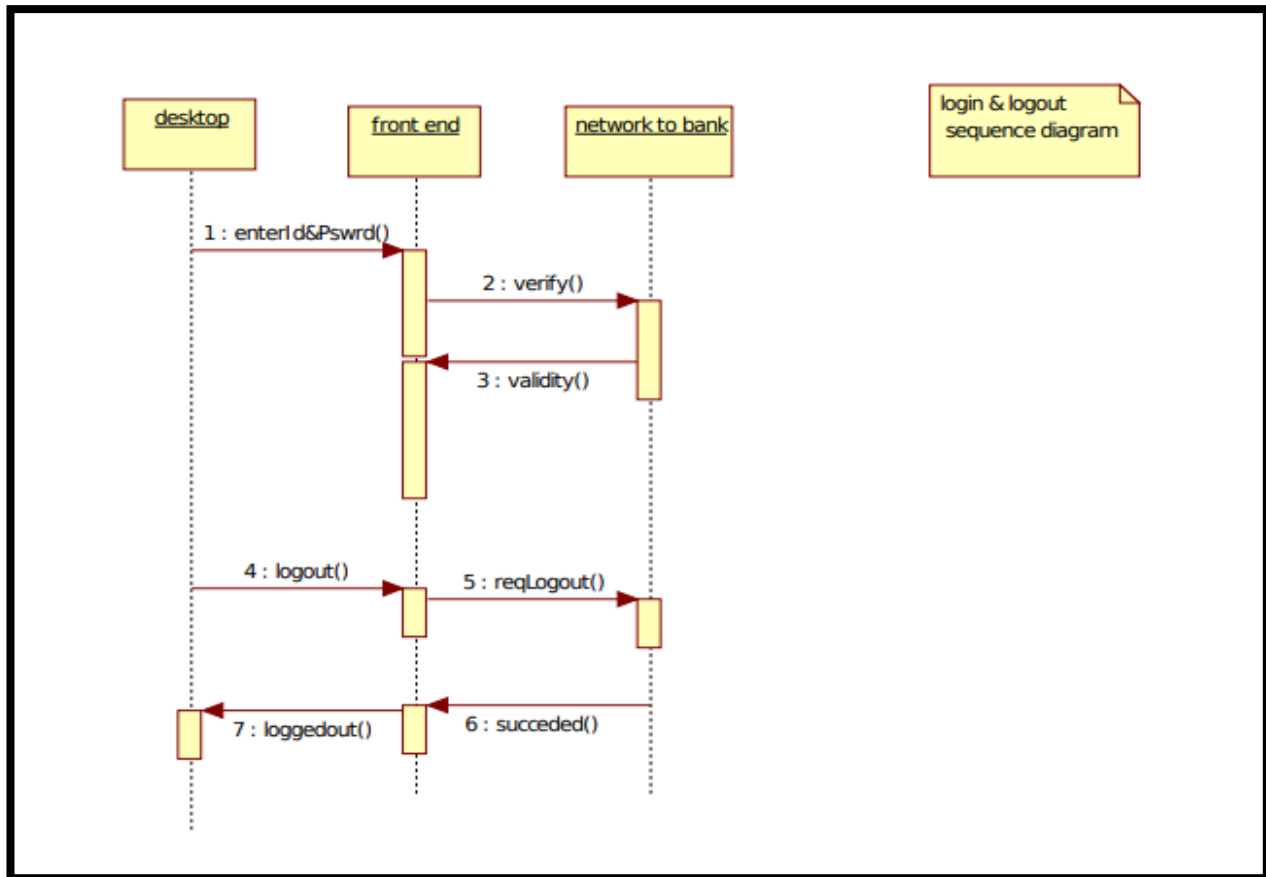 desktop
front end
network to bank
login & logout
sequence diagram
1 : enterId&Pswrd()
2 : verify()
3 : validity()
4 : logout()
5 : reqLogout()
6 : succeded()
7 : loggedout()